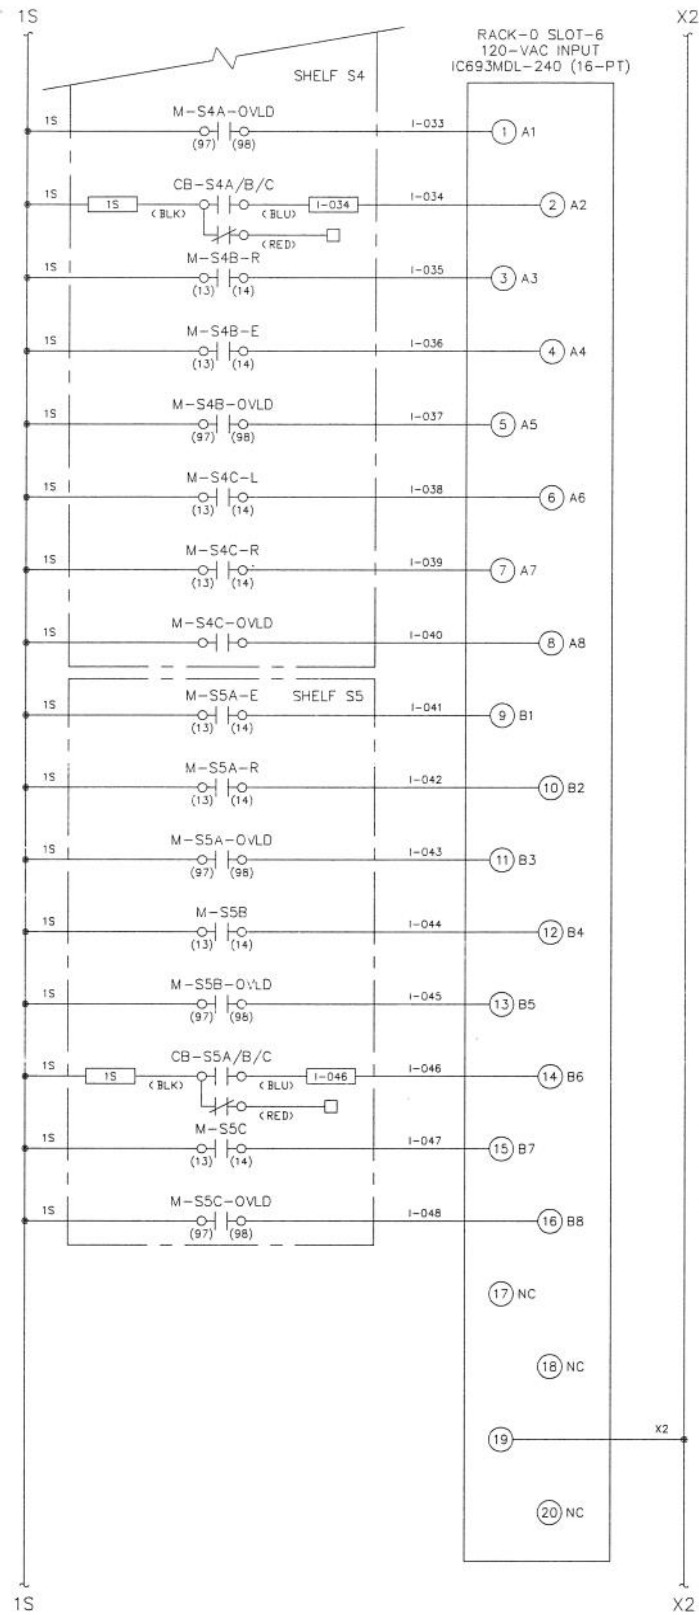 1S
X2
RACK-0 SLOT-6
120-VAC INPUT
IC693MDL-240 (16-PT)
SHELF S4
M-S4A-OVLD
1S
(97) (98)
I-033
1 A1
CB-S4A/B/C
1S
1S
(BLK)
(BLU)
I-034
I-034
2 A2
(RED)
M-S4B-R
1S
(13) (14)
I-035
3 A3
M-S4B-E
1S
(13) (14)
I-036
4 A4
M-S4B-OVLD
1S
(97) (98)
I-037
5 A5
M-S4C-L
1S
(13) (14)
I-038
6 A6
M-S4C-R
1S
(13) (14)
I-039
7 A7
M-S4C-OVLD
1S
I-040
8 A8
M-S5A-E
SHELF S5
1S
(13) (14)
I-041
9 B1
M-S5A-R
1S
(13) (14)
I-042
10 B2
M-S5A-OVLD
1S
(97) (98)
I-043
11 B3
M-S5B
1S
(13) (14)
I-044
12 B4
M-S5B-OVLD
1S
(97) (98)
I-045
13 B5
CB-S5A/B/C
1S
1S
(BLK)
(BLU)
I-046
I-046
14 B6
(RED)
M-S5C
1S
(13) (14)
I-047
15 B7
M-S5C-OVLD
1S
(97) (98)
I-048
16 B8
17 NC
18 NC
19
X2
20 NC
1S
X2